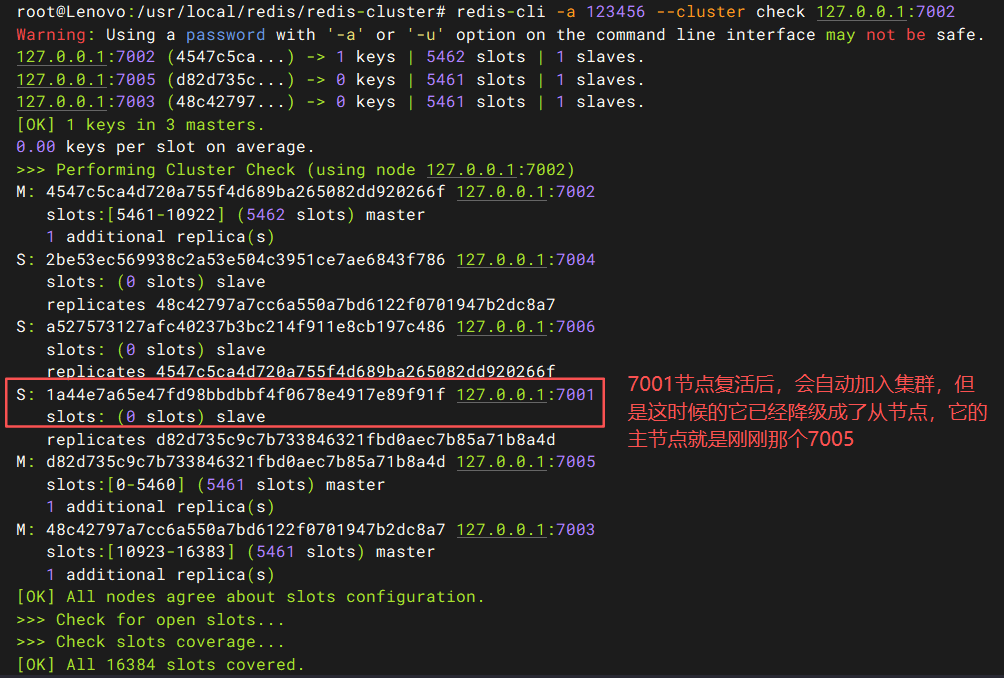 root@Lenovo:/usr/local/redis/redis-cluster# redis-cli -a 123456 --cluster check 127.0.0.1:7002
Warning: Using a password with '-a' or '-u' option on the command line interface may not be safe.
127.0.0.1:7002 (4547c5ca...) -> 1 keys | 5462 slots | 1 slaves.
127.0.0.1:7005 (d82d735c...) -> 0 keys | 5461 slots | 1 slaves.
127.0.0.1:7003 (48c42797...) -> 0 keys | 5461 slots | 1 slaves.
[OK] 1 keys in 3 masters.
0.00 keys per slot on average.
>>> Performing Cluster Check (using node 127.0.0.1:7002)
M: 4547c5ca4d720a755f4d689ba265082dd920266f 127.0.0.1:7002
   slots:[5461-10922] (5462 slots) master
   1 additional replica(s)
S: 2be53ec569938c2a53e504c3951ce7ae6843f786 127.0.0.1:7004
   slots: (0 slots) slave
   replicates 48c42797a7cc6a550a7bd6122f0701947b2dc8a7
S: a527573127afc40237b3bc214f911e8cb197c486 127.0.0.1:7006
   slots: (0 slots) slave
   replicates 4547c5ca4d720a755f4d689ba265082dd920266f
S: 1a44e7a65e47fd98bbdbbf4f0678e4917e89f91f 127.0.0.1:7001
   slots: (0 slots) slave
   replicates d82d735c9c7b733846321fbd0aec7b85a71b8a4d
M: d82d735c9c7b733846321fbd0aec7b85a71b8a4d 127.0.0.1:7005
   slots:[0-5460] (5461 slots) master
   1 additional replica(s)
M: 48c42797a7cc6a550a7bd6122f0701947b2dc8a7 127.0.0.1:7003
   slots:[10923-16383] (5461 slots) master
   1 additional replica(s)
[OK] All nodes agree about slots configuration.
>>> Check for open slots...
>>> Check slots coverage...
[OK] All 16384 slots covered.
7001节点复活后，会自动加入集群，但
是这时候的它已经降级成了从节点，它的
主节点就是刚刚那个7005